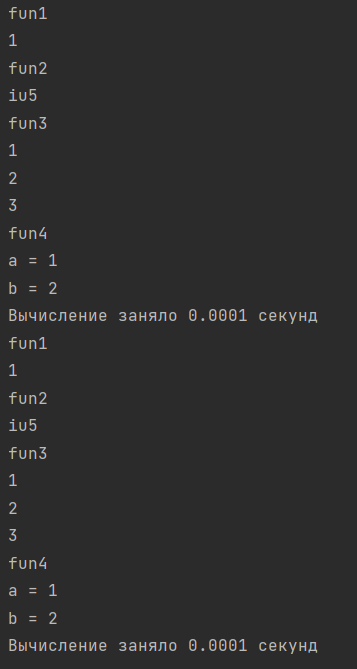 fun1
1
fun2
iu5
fun3
1
2
3
fun4
a = 1
b = 2
Вычисление заняло 0.0001 секунд
fun1
1
fun2
iu5
fun3
1
2
3
fun4
a = 1
b = 2
Вычисление заняло 0.0001 секунд